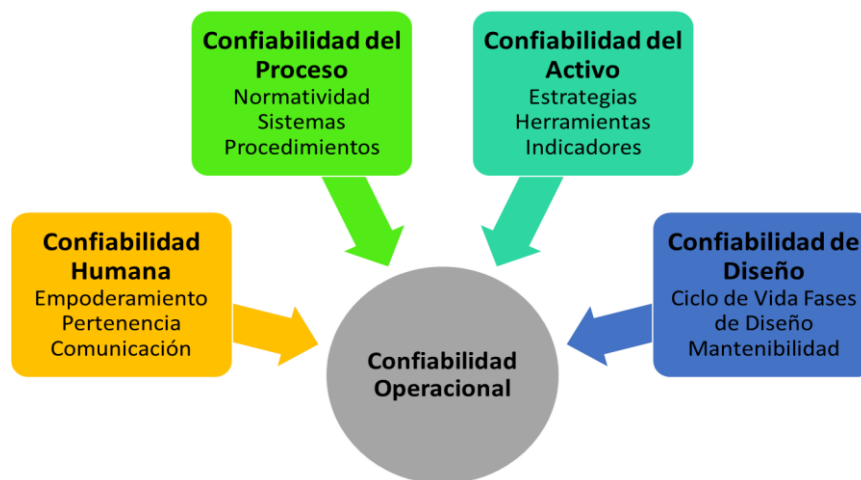 Confiabilidad del
Proceso
Normatividad
Sistemas
Procedimientos
Confiabilidad del
Activo
Estrategias
Herramientas
Indicadores
Confiabilidad
Humana
Empoderamiento
Pertenencia
Comunicación
Confiabilidad de
Diseño
Ciclo de Vida Fases
de Diseño
Mantenibilidad
Confiabilidad
Operacional